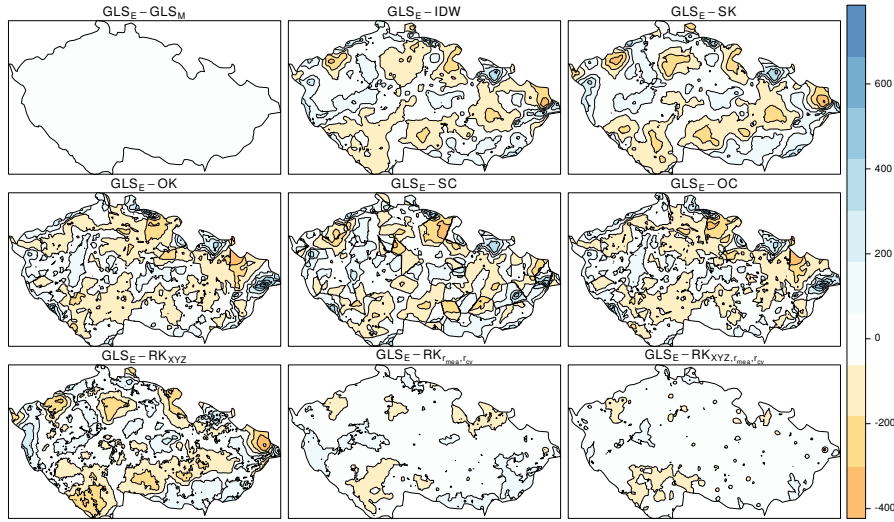 GLS_E − GLS_M
GLS_E − IDW
GLS_E − SK
GLS_E − OK
GLS_E − SC
GLS_E − OC
GLS_E − RK_XYZ
GLS_E − RK_r_mea, r_cv
GLS_E − RK_XYZ, r_mea, r_cv
600
400
200
0
−200
−400